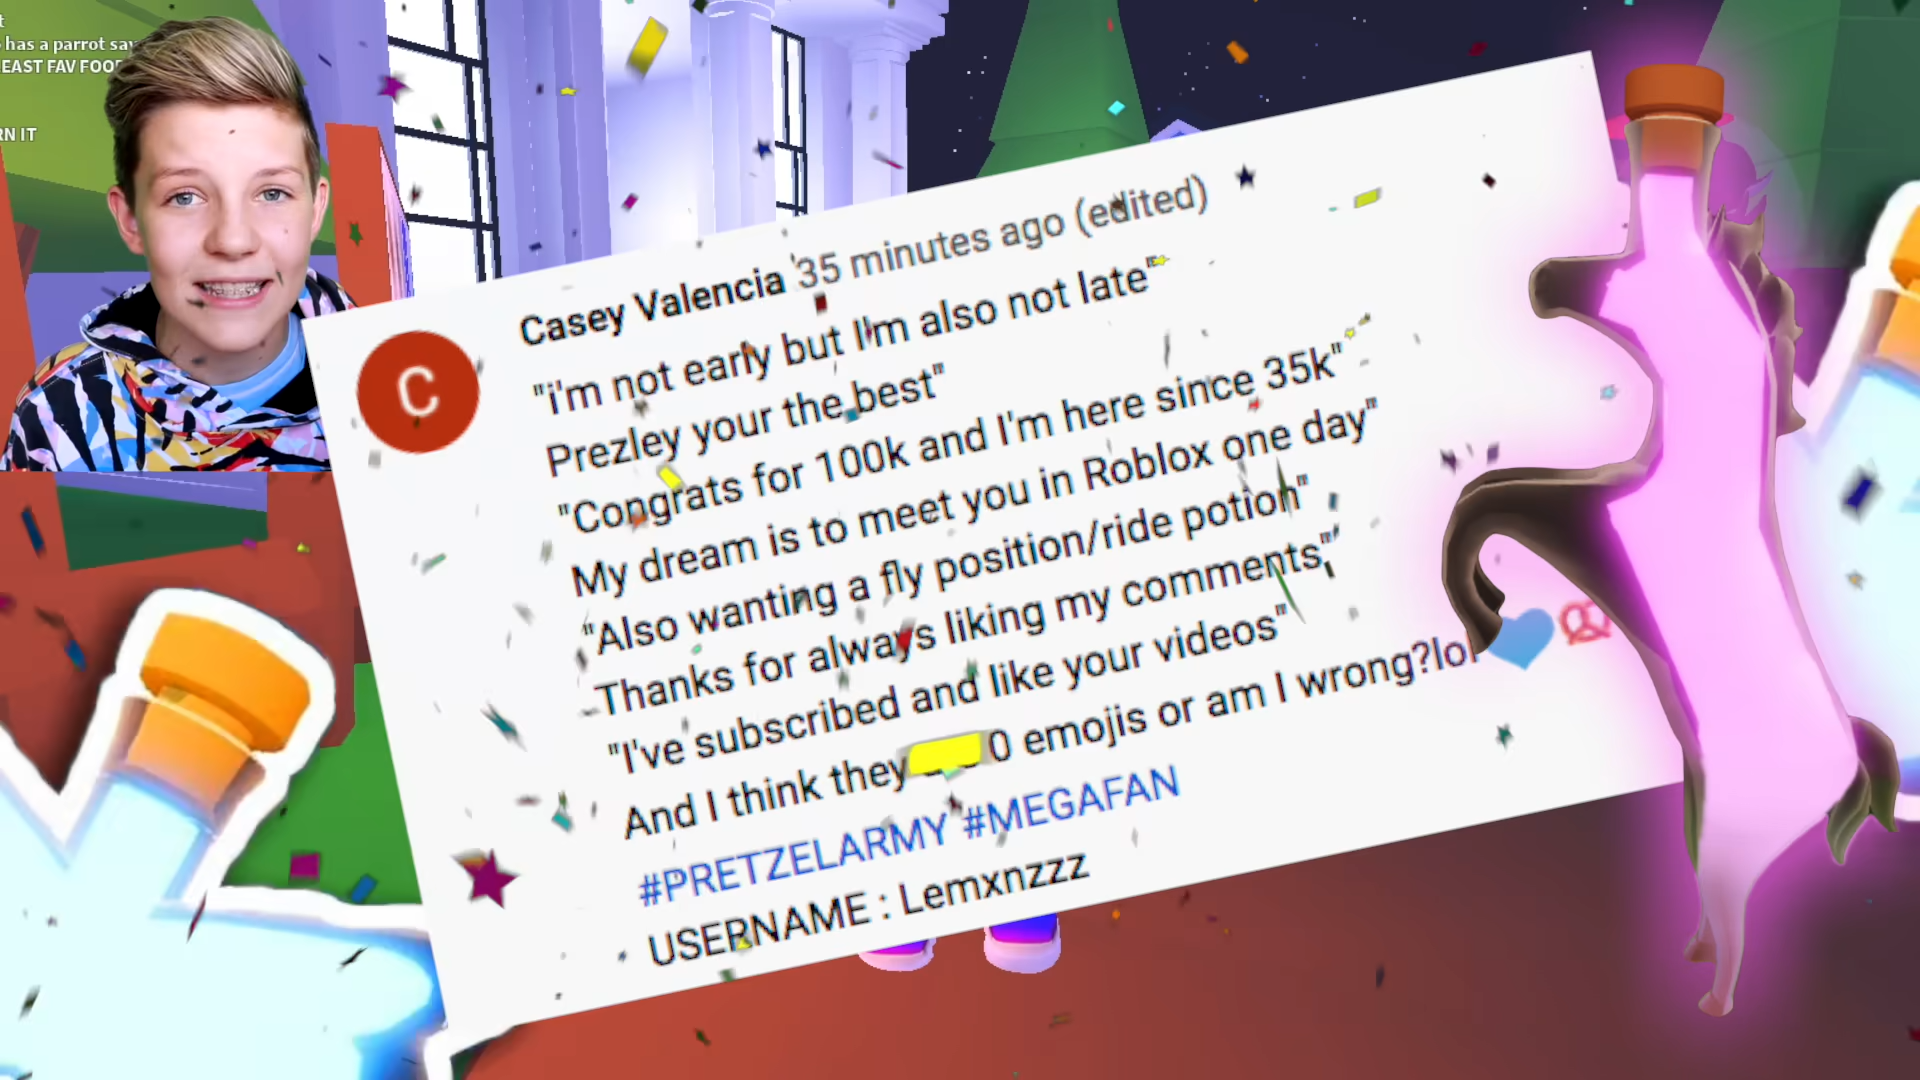 t
has a parrot say
EAST FAV FOO
RN IT
C
Casey Valencia 35 minutes ago (edited)
"i'm not early but I'm also not late"
Prezley your the best"
"Congrats for 100k and I'm here since 35k"
My dream is to meet you in Roblox one day"
"Also wanting a fly position/ride potion"
Thanks for always liking my comments"
"I've subscribed and like your videos"
And I think they 0 emojis or am I wrong?lol
#PRETZELARMY #MEGAFAN
USERNAME : Lemxnzzz